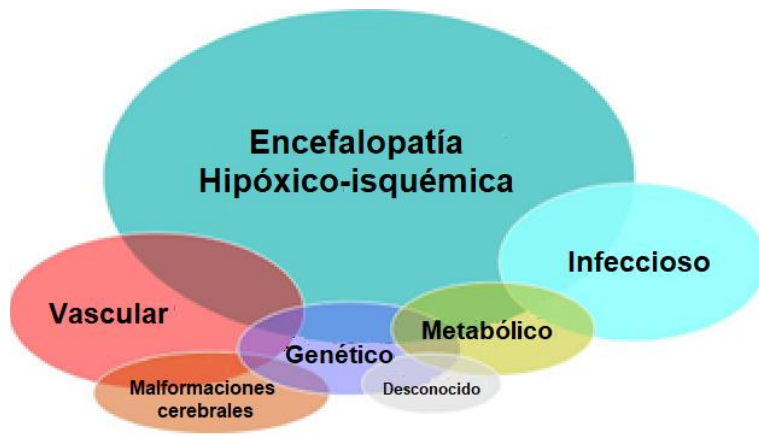 Encefalopatía
Hipóxico-isquémica
Infeccioso
Vascular
Metabólico
Genético
Malformaciones
cerebrales
Desconocido